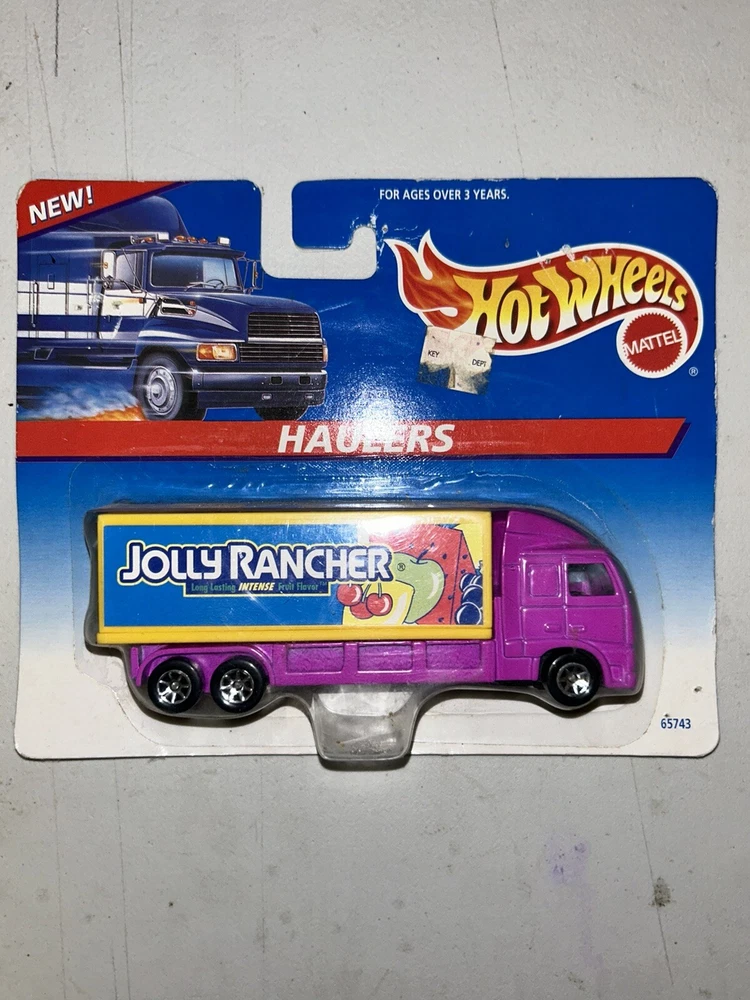 NEW!
FOR AGES OVER 3 YEARS.
HOT WHEELS
MATTEL
®
KEY DEPT
HAULERS
JOLLY RANCHER®
Long Lasting INTENSE Fruit Flavor™
65743